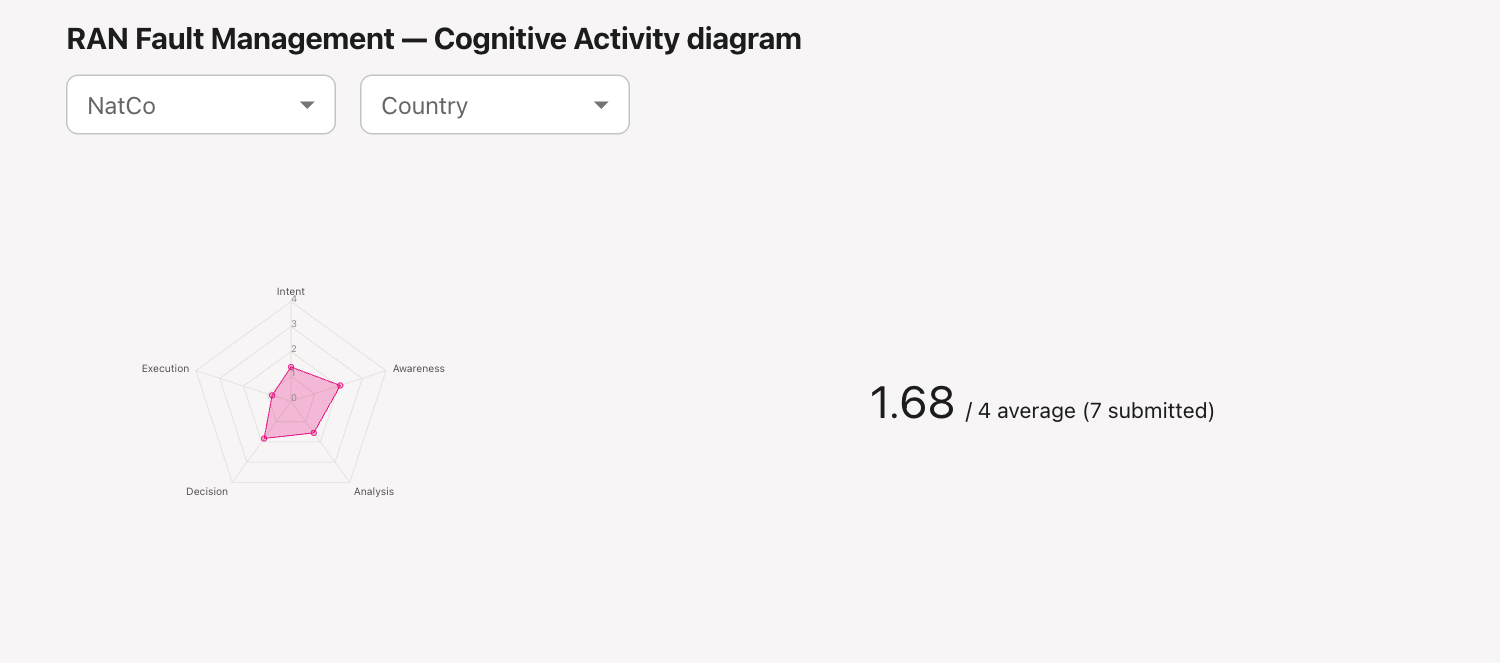 RAN Fault Management — Cognitive Activity diagram
NatCo
Country
Intent
4
3
2
1
0
Execution
Awareness
Decision
Analysis
1.68 / 4 average (7 submitted)